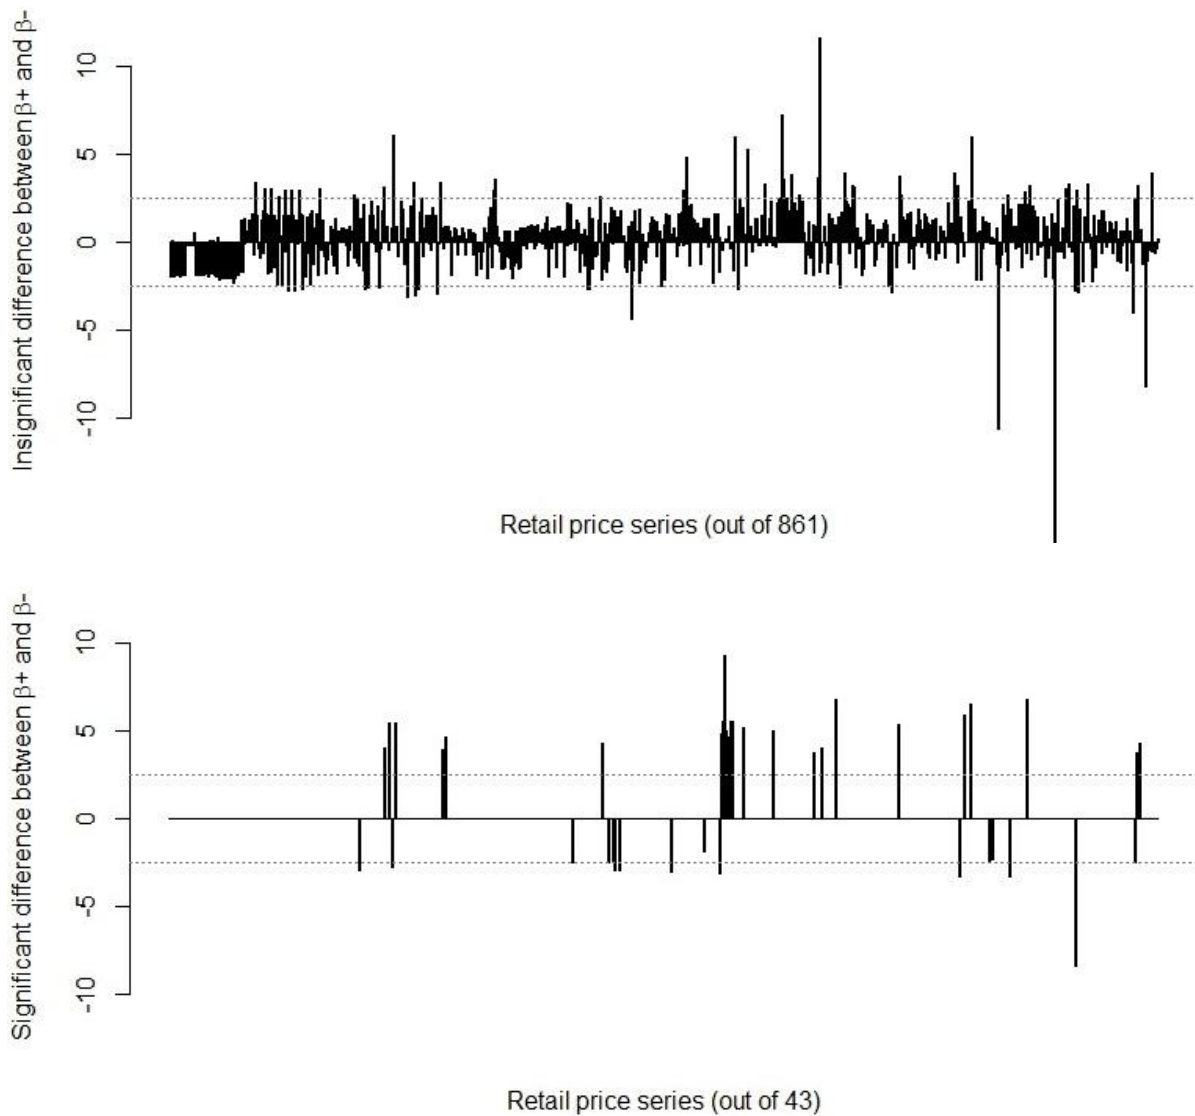 Insignificant difference between β+ and β-
10
5
0
-5
-10
Retail price series (out of 861)
Significant difference between β+ and β-
10
5
0
-5
-10
Retail price series (out of 43)